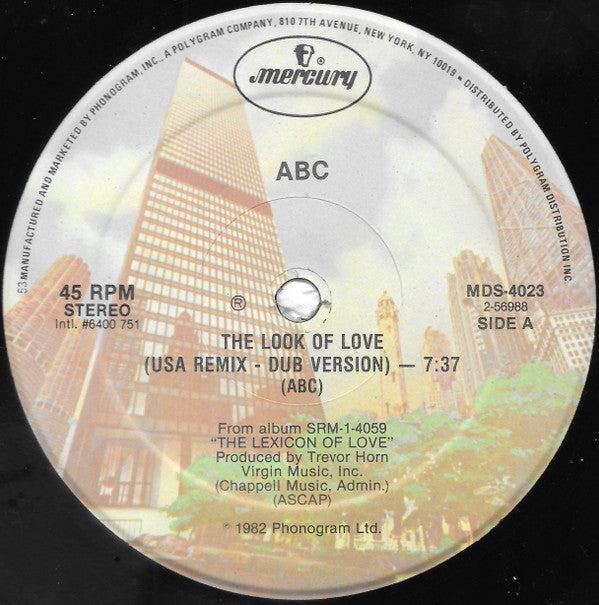 53 MANUFACTURED AND MARKETED BY PHONOGRAM, INC., A POLYGRAM COMPANY, 810 7TH AVENUE, NEW YORK, NY 10019 • DISTRIBUTED BY POLYGRAM DISTRIBUTION INC.
®
mercury
ABC
45 RPM
STEREO
Intl. #6400 751
Ⓡ
MDS-4023
2-56988
SIDE A
THE LOOK OF LOVE
(USA REMIX - DUB VERSION) — 7:37
(ABC)
From album SRM-1-4059
"THE LEXICON OF LOVE"
Produced by Trevor Horn
Virgin Music, Inc.
(Chappell Music, Admin.)
(ASCAP)
℗ 1982 Phonogram Ltd.